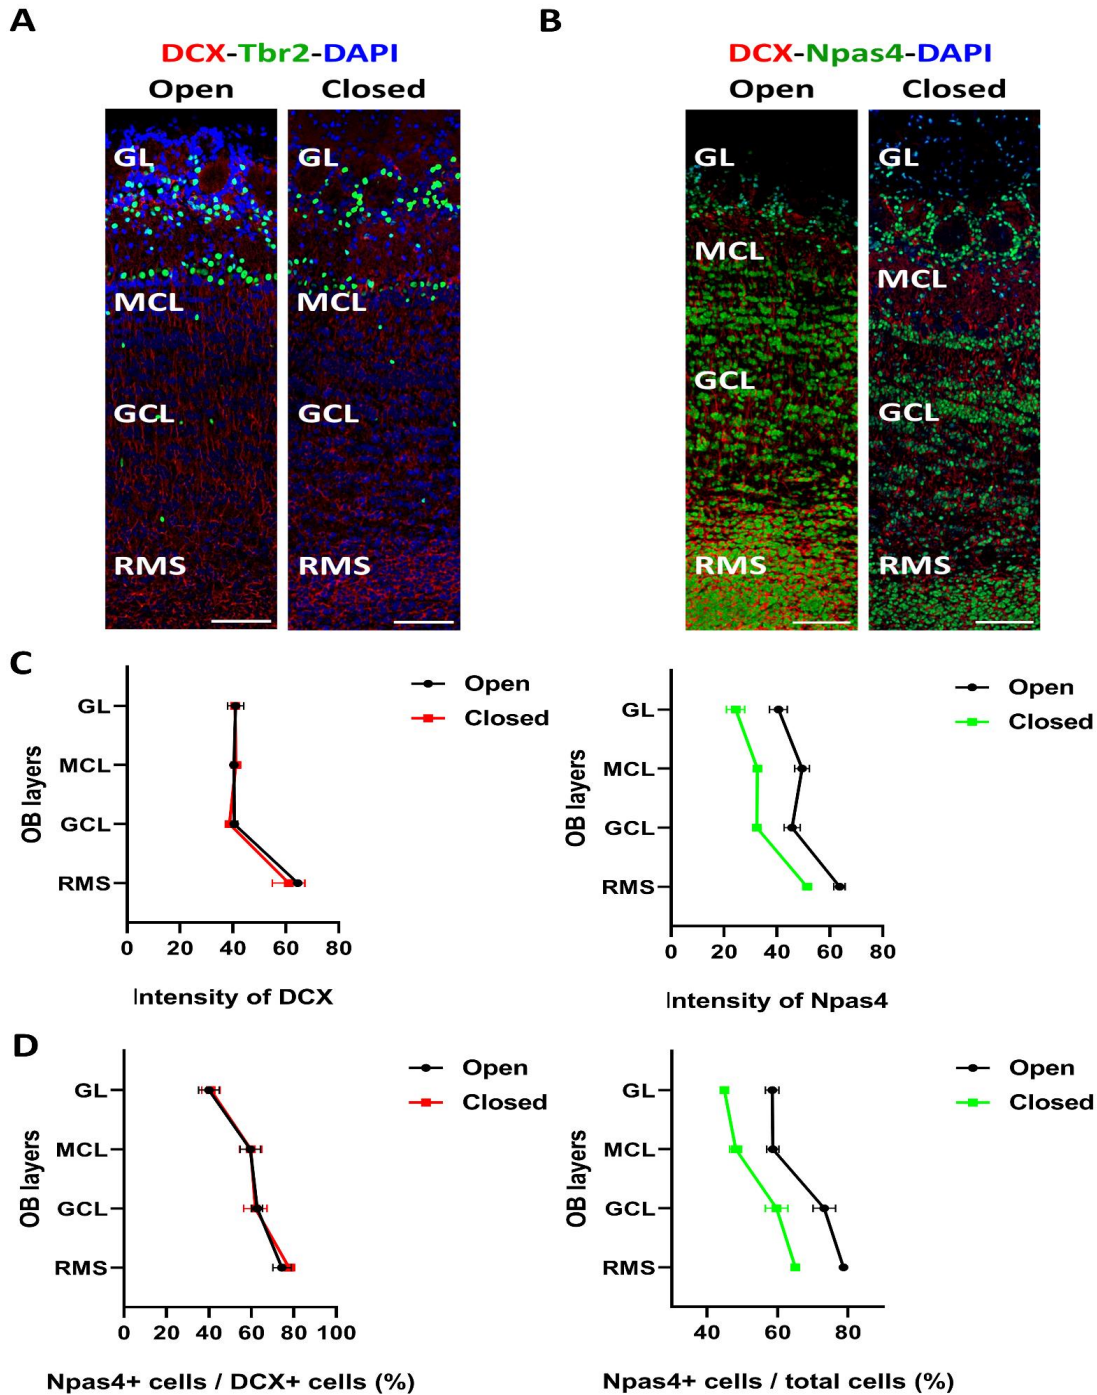 A
B
DCX-Tbr2-DAPI
DCX-Npas4-DAPI
Open Closed
Open Closed
GL GL
MCL MCL
GCL GCL
RMS RMS
GL GL
MCL MCL
GCL GCL
RMS RMS
C
OB layers
GL
MCL
GCL
RMS
0 20 40 60 80
Intensity of DCX
Open
Closed
OB layers
GL
MCL
GCL
RMS
0 20 40 60 80
Intensity of Npas4
Open
Closed
D
OB layers
GL
MCL
GCL
RMS
0 20 40 60 80 100
Npas4+ cells / DCX+ cells (%)
Open
Closed
OB layers
GL
MCL
GCL
RMS
40 60 80
Npas4+ cells / total cells (%)
Open
Closed